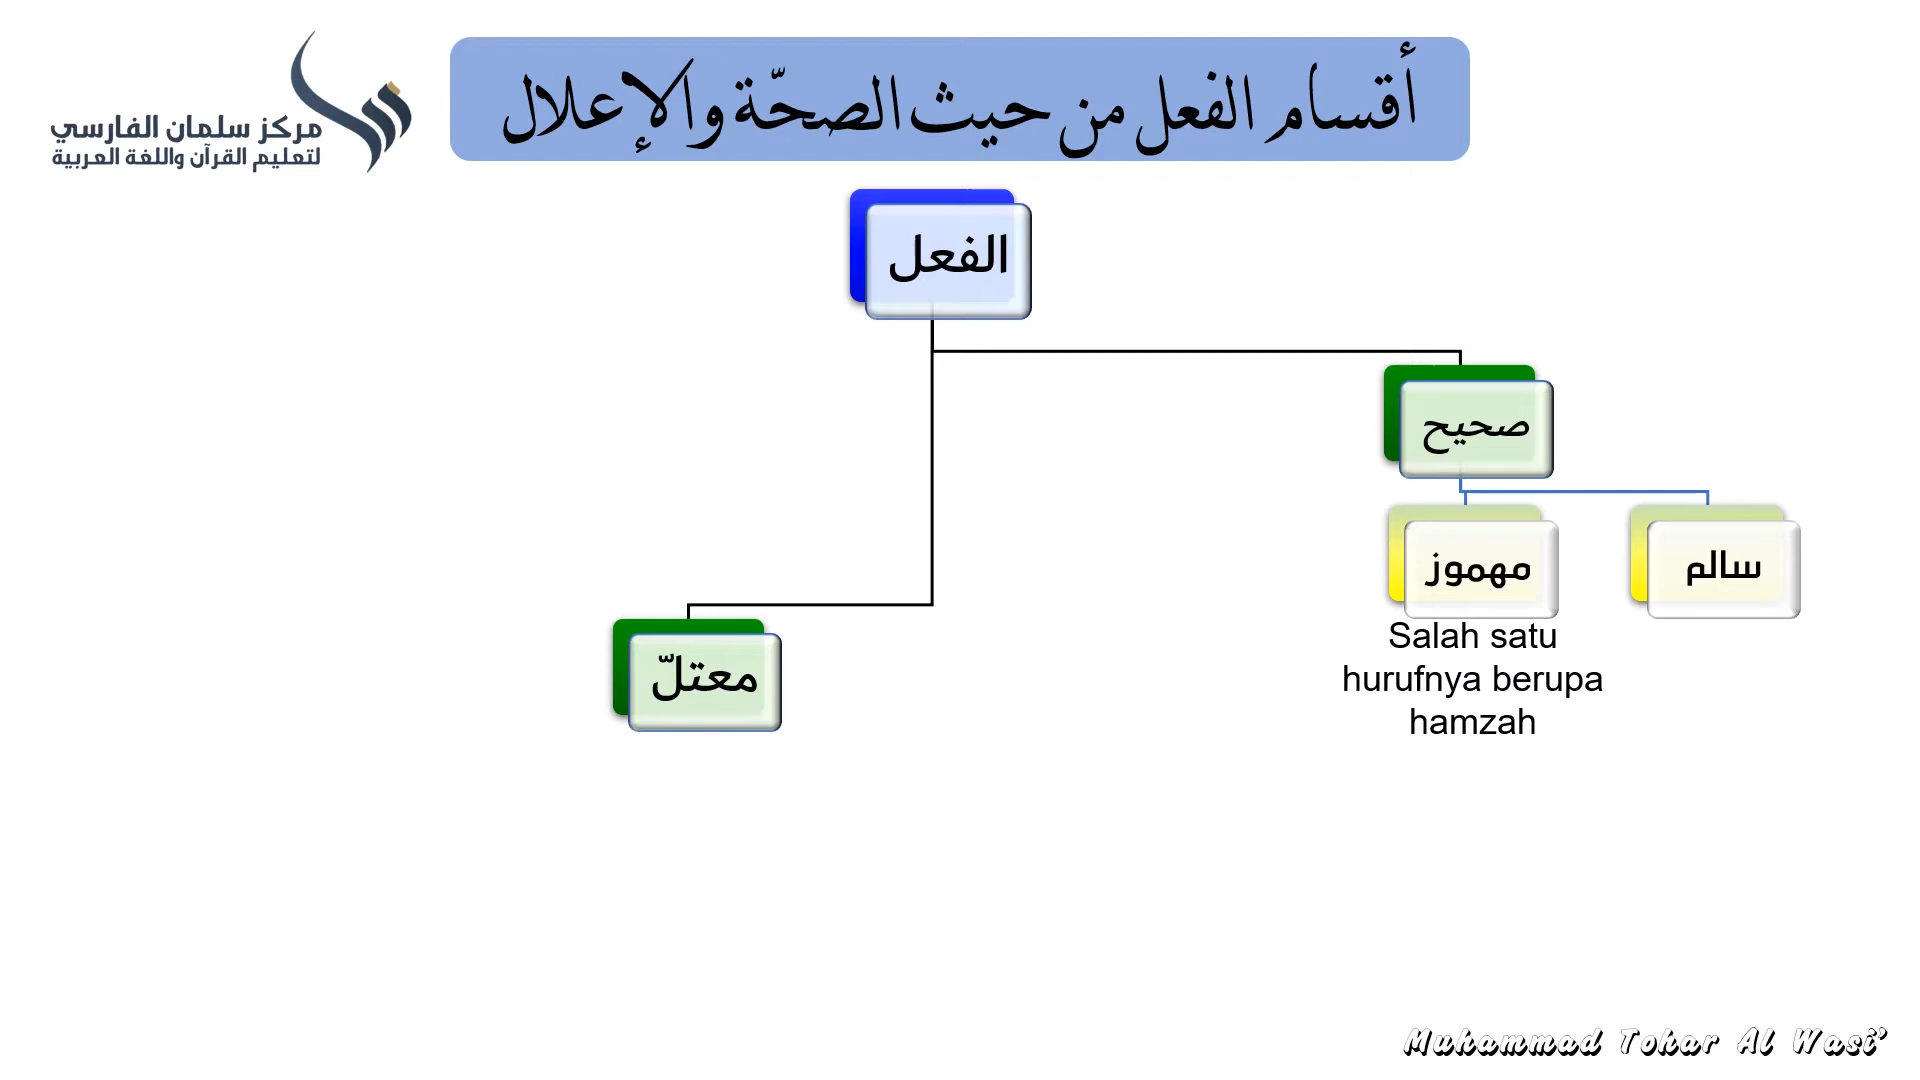 مركز سلمان الفارسي
لتعليم القرآن واللغة العربية
أقسام الفعل من حيث الصحّة والإعلال
الفعل
صحيح
سالم
مهموز
Salah satu
hurufnya berupa
hamzah
معتلّ
Muhammad Tohar Al Wasi'